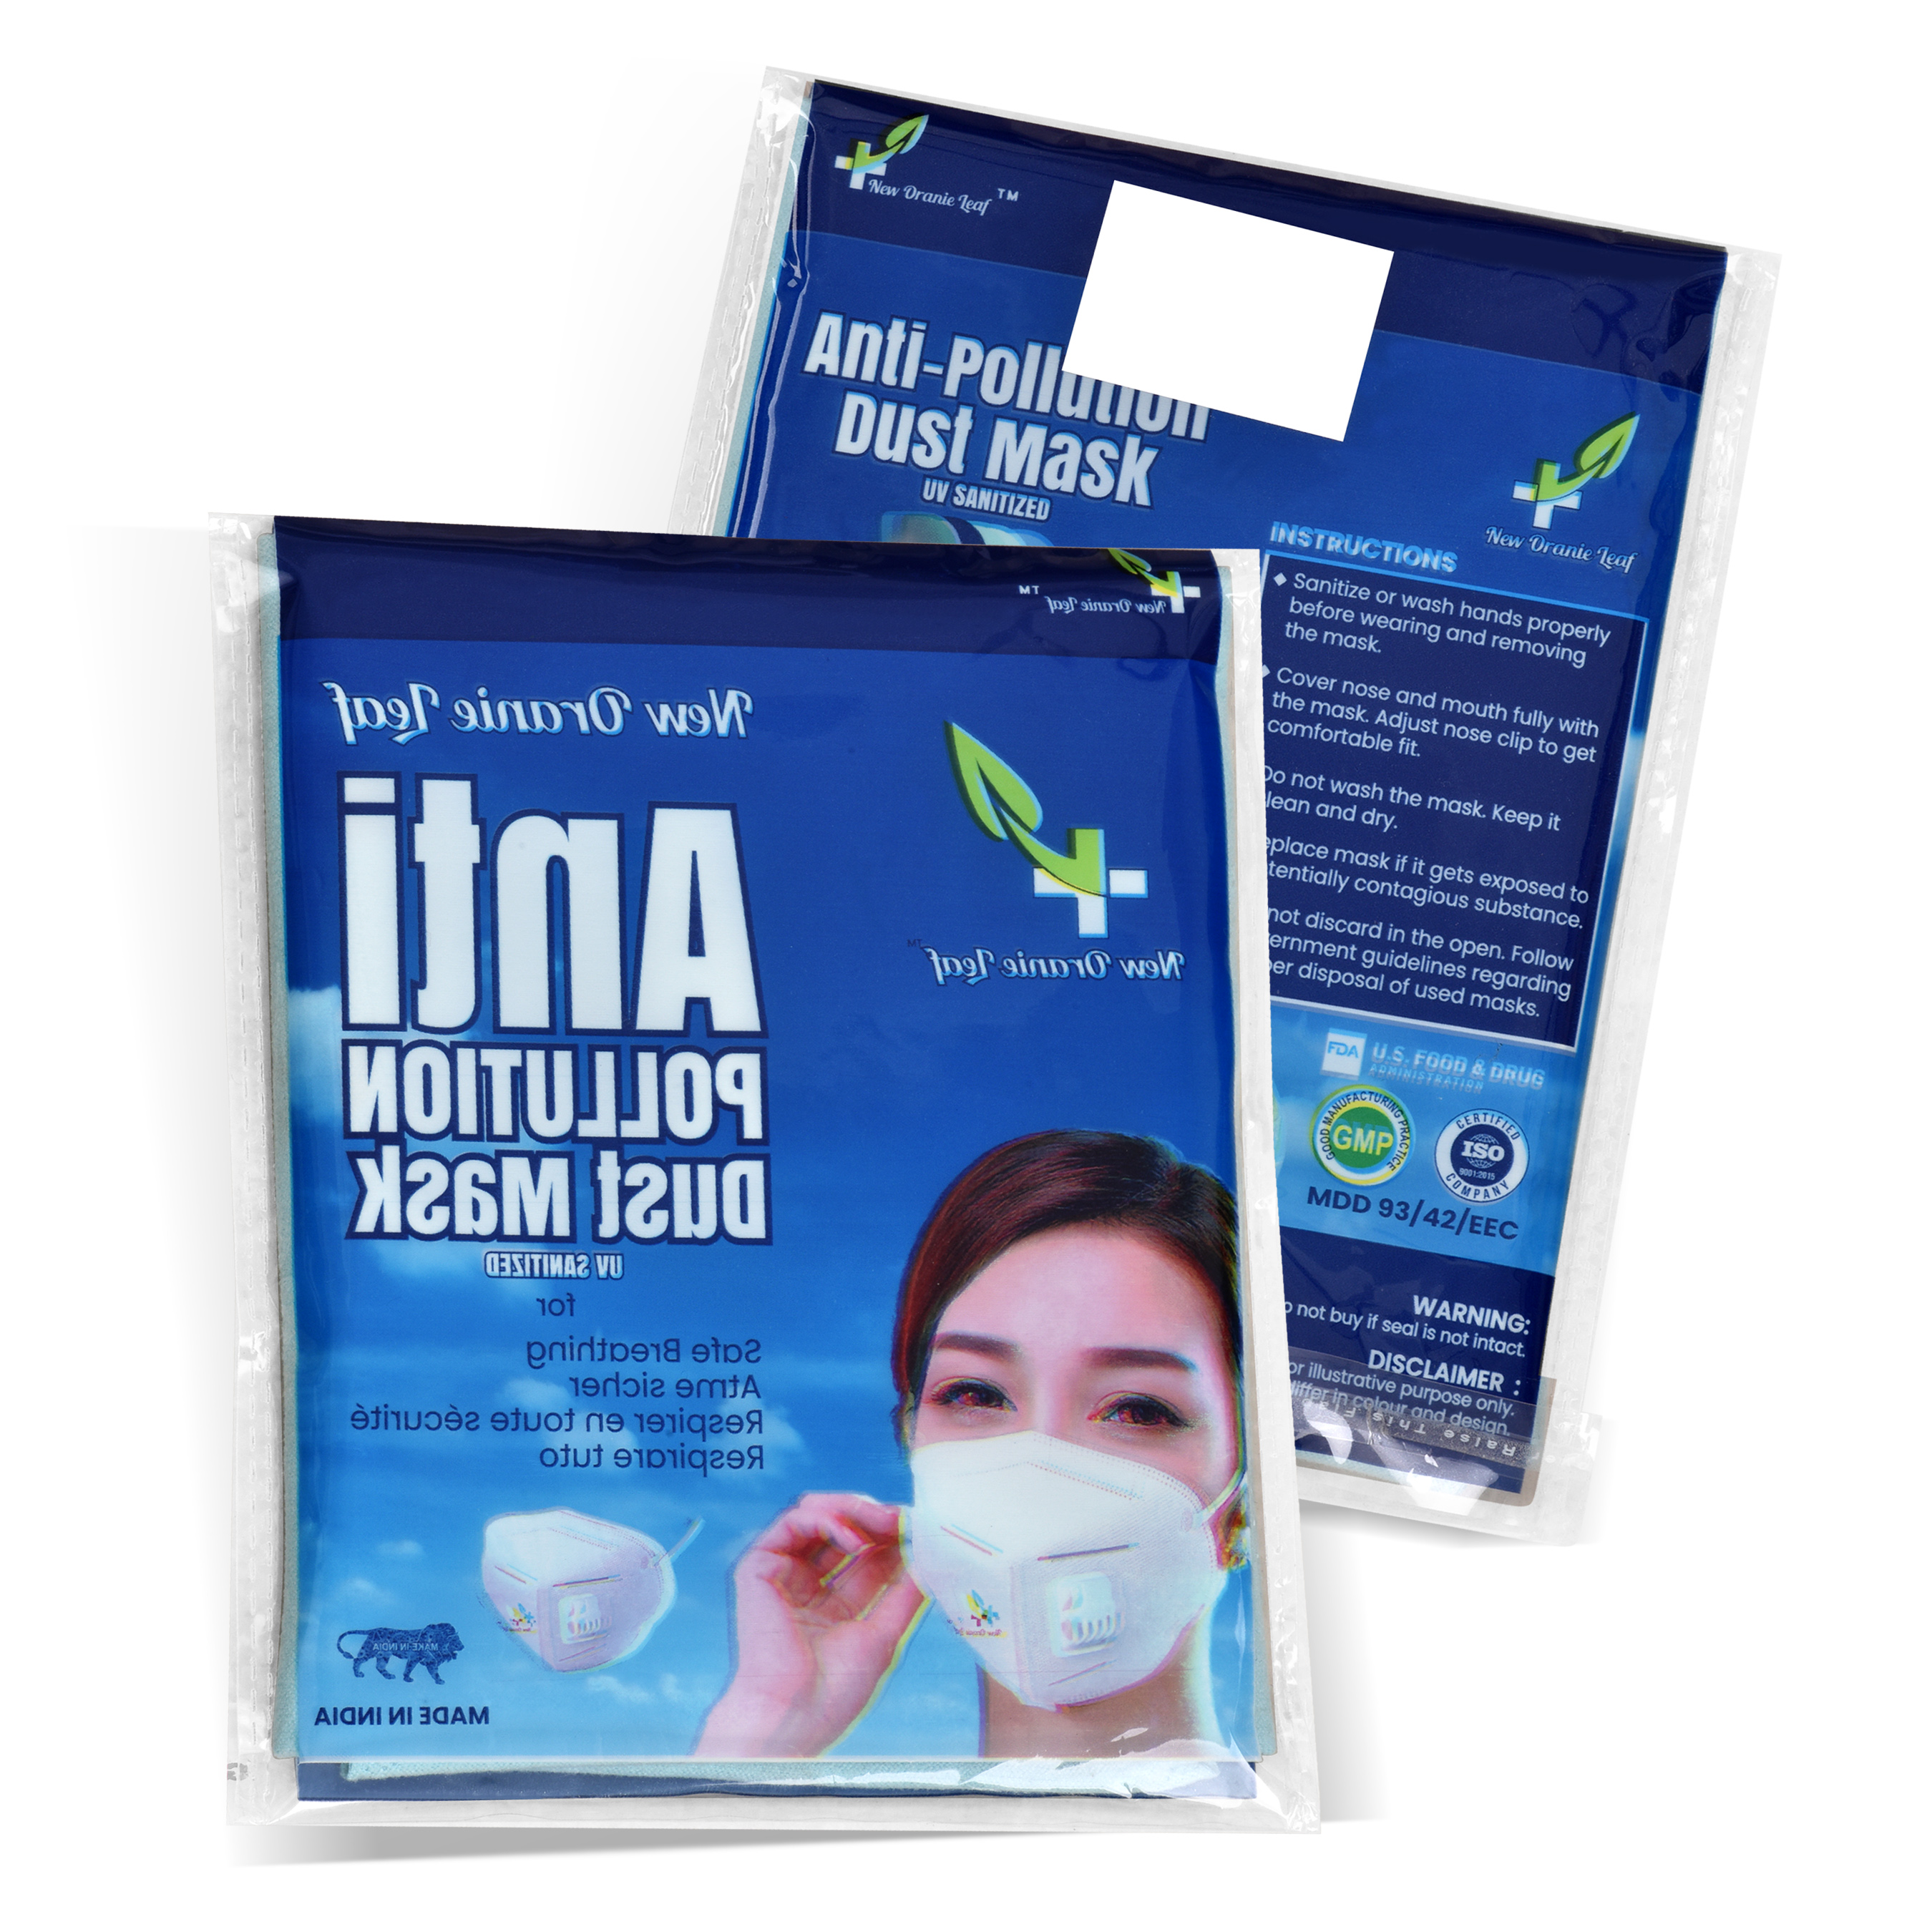 New Oranie Leaf ™
Anti-Pollution
Dust Mask
UV SANITIZED
New Oranie Leaf
INSTRUCTIONS
◆ Sanitize or wash hands properly
before wearing and removing
the mask.
Cover nose and mouth fully with
the mask. Adjust nose clip to get
comfortable fit.
Do not wash the mask. Keep it
lean and dry.
eplace mask if it gets exposed to
tentially contagious substance.
not discard in the open. Follow
ernment guidelines regarding
per disposal of used masks.
FDA U.S. FOOD & DRUG
ADMINISTRATION
GOOD MANUFACTURING PRACTICE
GMP
CERTIFIED
ISO
9001:2015
COMPANY
MDD 93/42/EEC
WARNING:
o not buy if seal is not intact.
DISCLAIMER :
or illustrative purpose only.
differ in colour and design.
Raise This F
New Oranie Leaf ™
New Oranie Leaf
Anti
POLLUTION
Dust Mask
UV SANITIZED
for
Safe Breathing
Atme sicher
Respirer en toute sécurité
Respirare tuto
New Oranie Leaf™
MAKE IN INDIA
MADE IN INDIA